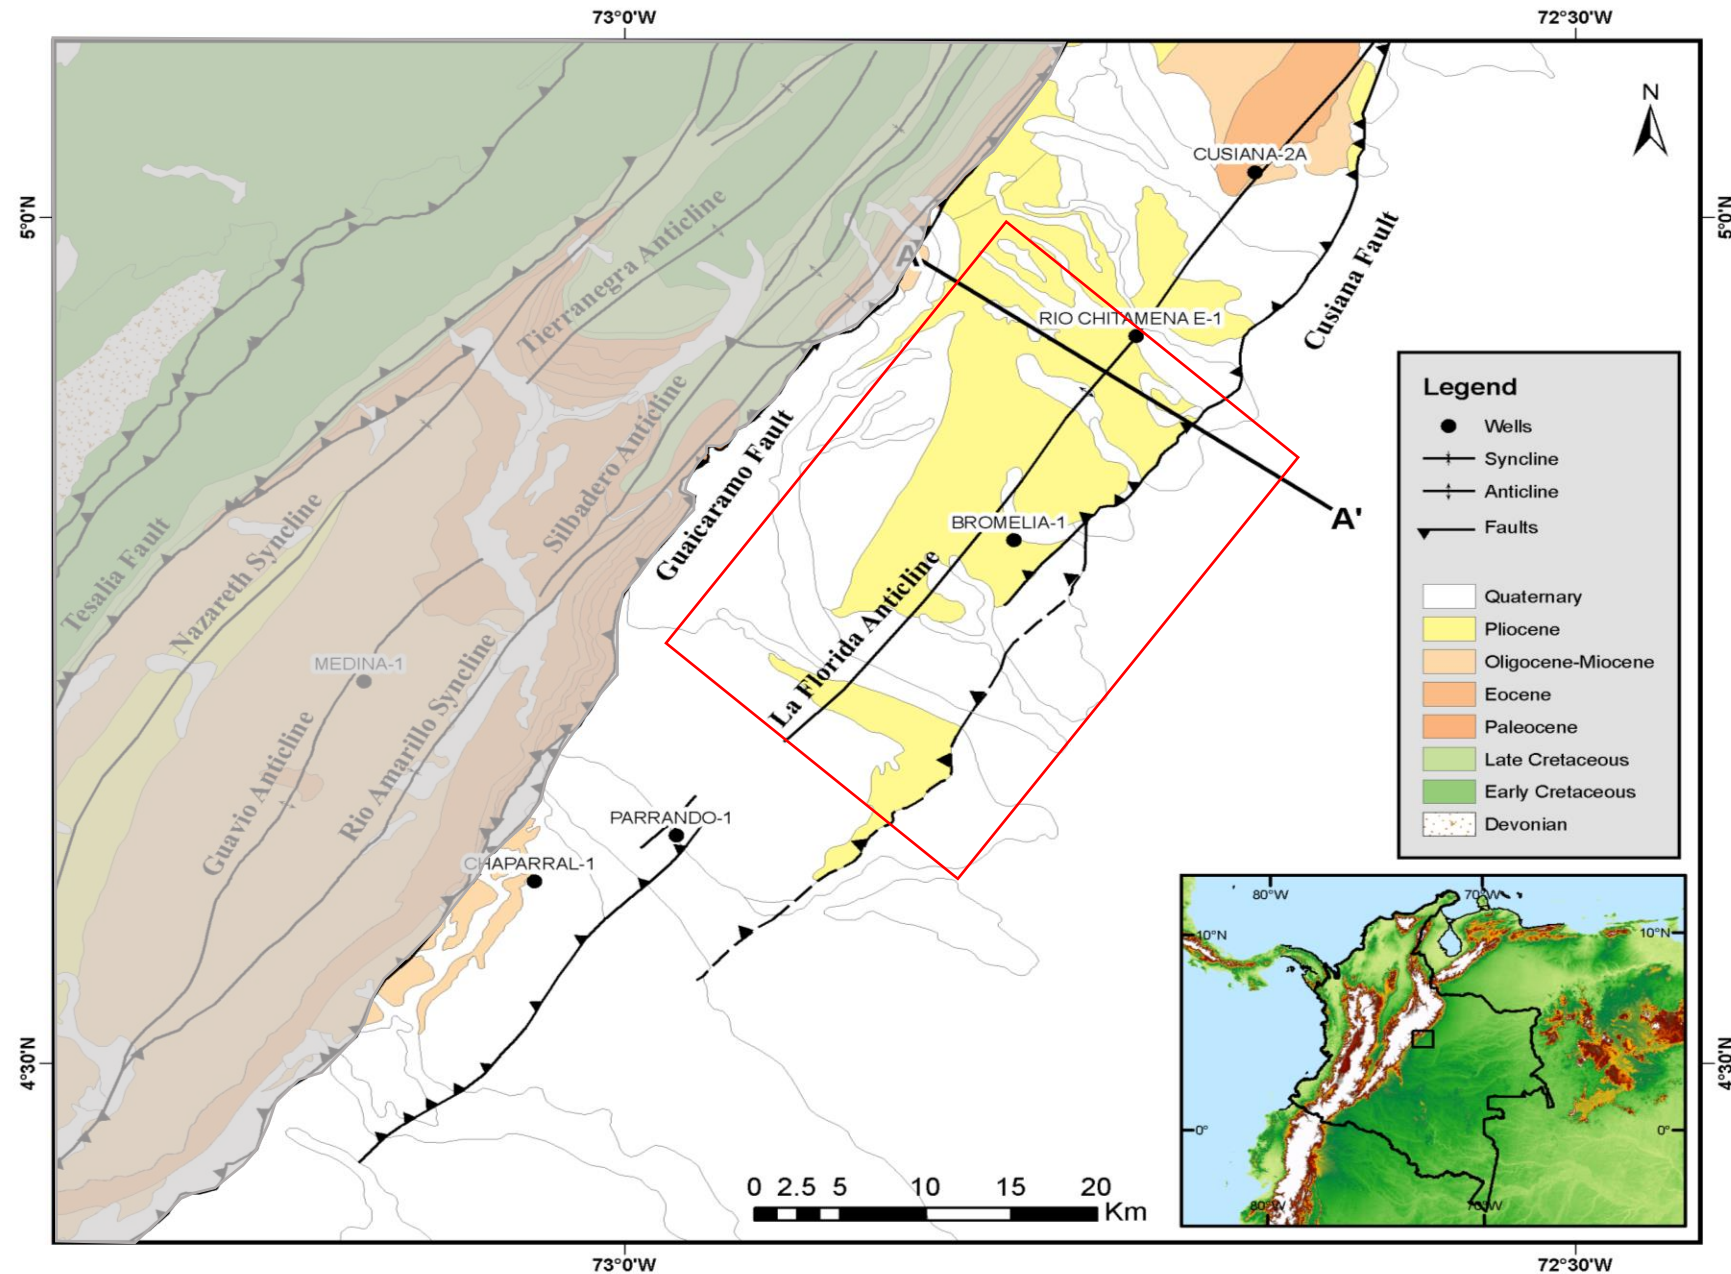 73°0'W
72°30'W
N
CUSIANA-2A
5°0'N
5°0'N
Tierranegra Anticline
Cusiana Fault
A
RIO CHITAMENA E-1
Legend
Wells
Syncline
Anticline
Faults
Quaternary
Pliocene
Oligocene-Miocene
Eocene
Paleocene
Late Cretaceous
Early Cretaceous
Devonian
Silbadero Anticline
Guaicaramo Fault
A'
BROMELIA-1
Tesalia Fault
Nazareth Syncline
La Florida Anticline
MEDINA-1
Rio Amarillo Syncline
Guavio Anticline
PARRANDO-1
CHAPARRAL-1
80°W
70°W
10°N
10°N
0°
0°
80°W
70°W
4°30'N
4°30'N
0 2.5 5 10 15 20
Km
73°0'W
72°30'W